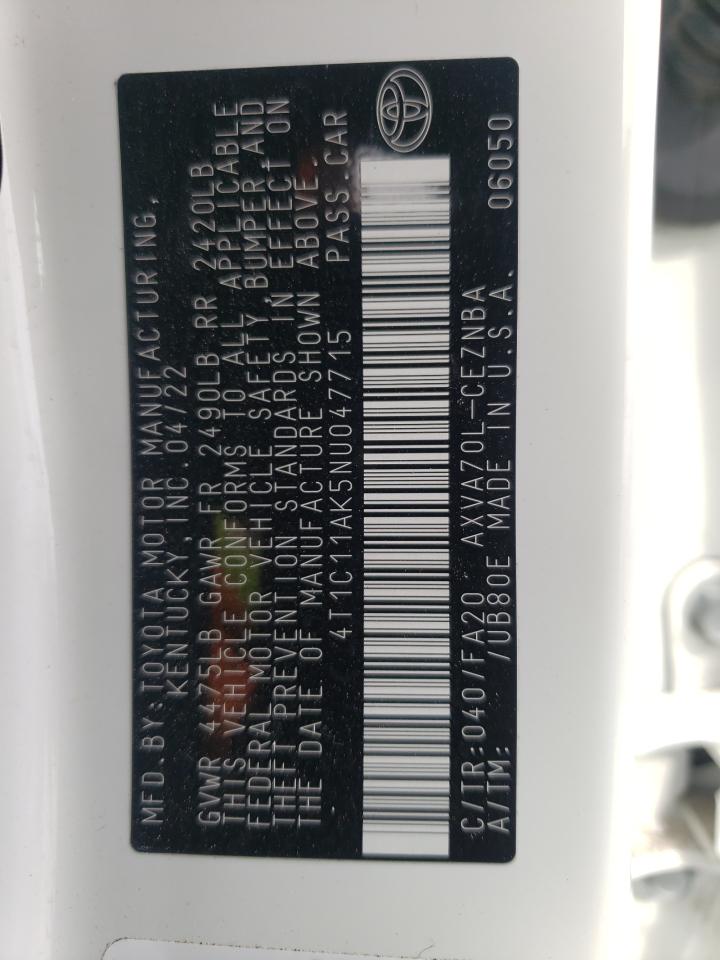 MFD.BY:TOYOTA MOTOR MANUFACTURING,
KENTUCKY,INC.04/22
GVWR 4475LB GAWR FR 2490LB RR 2420LB
THIS VEHICLE CONFORMS TO ALL APPLICABLE
FEDERAL MOTOR VEHICLE SAFETY,BUMPER,AND
THEFT PREVENTION STANDARDS IN EFFECT ON
THE DATE OF MANUFACTURE SHOWN ABOVE.
4T1C11AK5NU047715 PASS.CAR
C/TR:040/FA20 AXVA70L-CEZNBA
A/TM: /UB80E MADE IN U.S.A. 06050